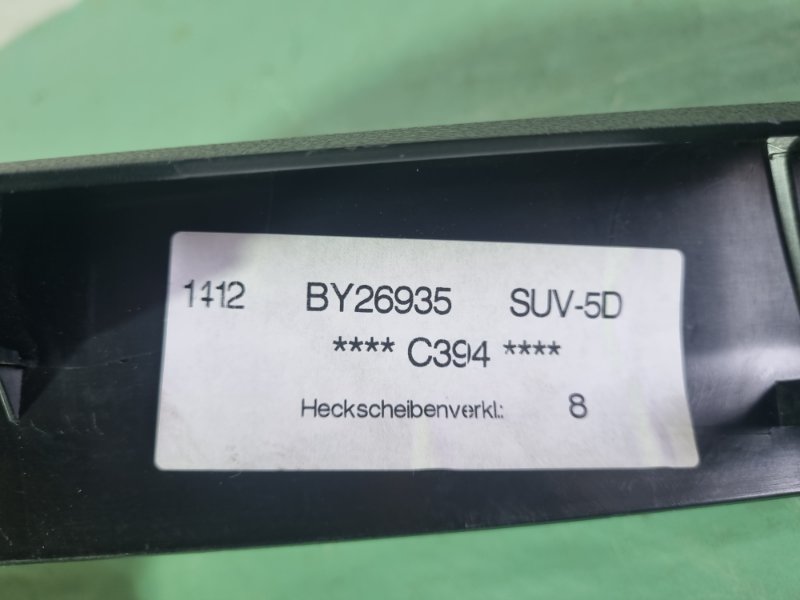 1412 BY26935 SUV-5D
**** C394 ****
Heckscheibenverkl.: 8